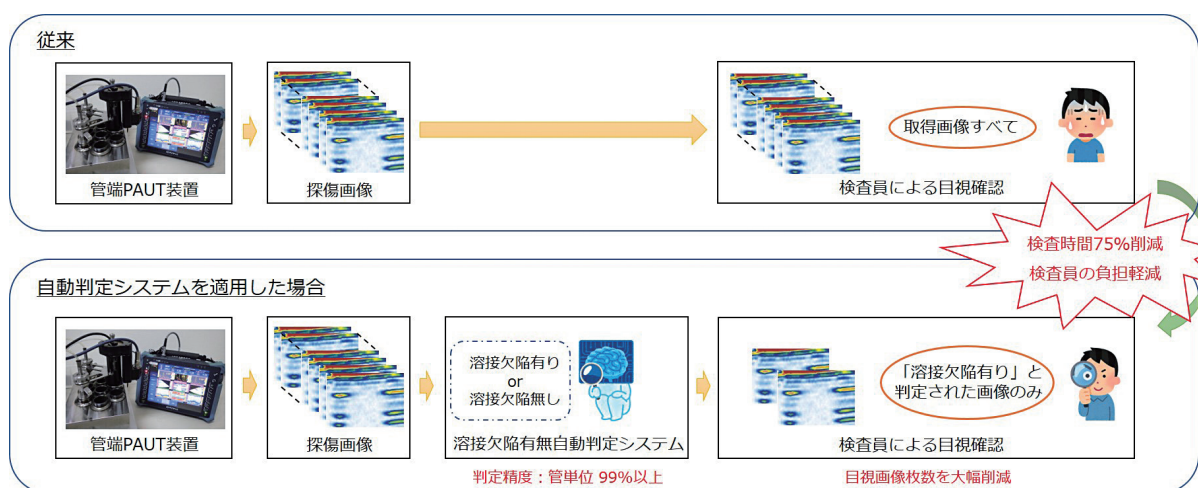 従来
管端PAUT装置
探傷画像
取得画像すべて
検査員による目視確認
検査時間75%削減
検査員の負担軽減
自動判定システムを適用した場合
管端PAUT装置
探傷画像
溶接欠陥有り
or
溶接欠陥無し
溶接欠陥有無自動判定システム
判定精度:管単位 99%以上
「溶接欠陥有り」と
判定された画像のみ
検査員による目視確認
目視画像枚数を大幅削減